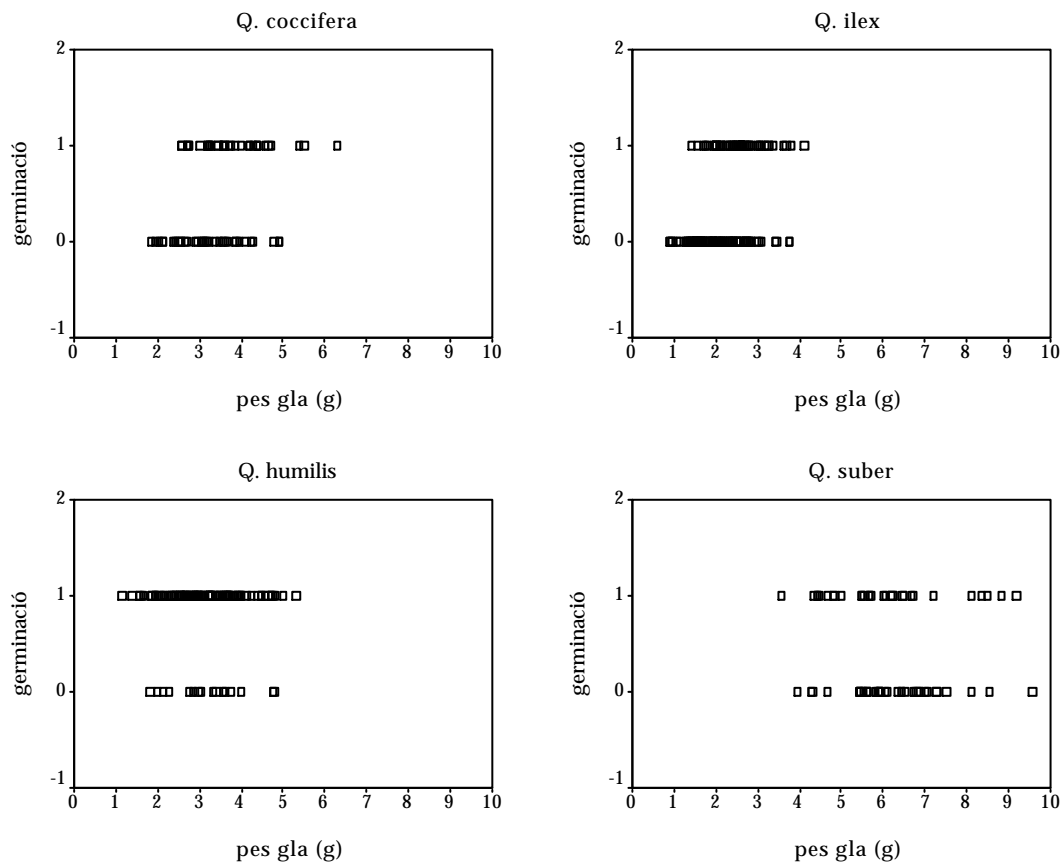 Q. coccifera
2
1
0
-1
germinació
0 1 2 3 4 5 6 7 8 9 10
pes gla (g)
Q. ilex
2
1
0
-1
germinació
0 1 2 3 4 5 6 7 8 9 10
pes gla (g)
Q. humilis
2
1
0
-1
germinació
0 1 2 3 4 5 6 7 8 9 10
pes gla (g)
Q. suber
2
1
0
-1
germinació
0 1 2 3 4 5 6 7 8 9 10
pes gla (g)